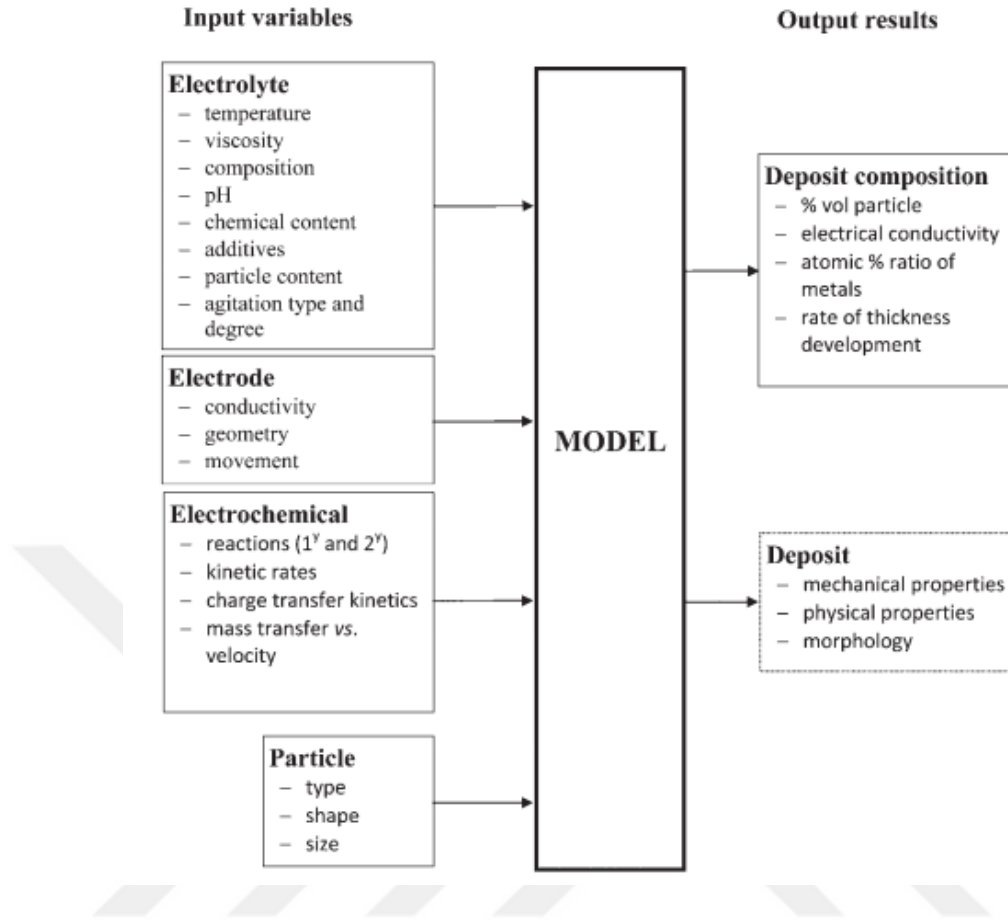 Input variables
Output results
Electrolyte
– temperature
– viscosity
– composition
– pH
– chemical content
– additives
– particle content
– agitation type and
degree
Electrode
– conductivity
– geometry
– movement
Electrochemical
– reactions (1ʸ and 2ʸ)
– kinetic rates
– charge transfer kinetics
– mass transfer vs.
velocity
Particle
– type
– shape
– size
MODEL
Deposit composition
– % vol particle
– electrical conductivity
– atomic % ratio of
metals
– rate of thickness
development
Deposit
– mechanical properties
– physical properties
– morphology